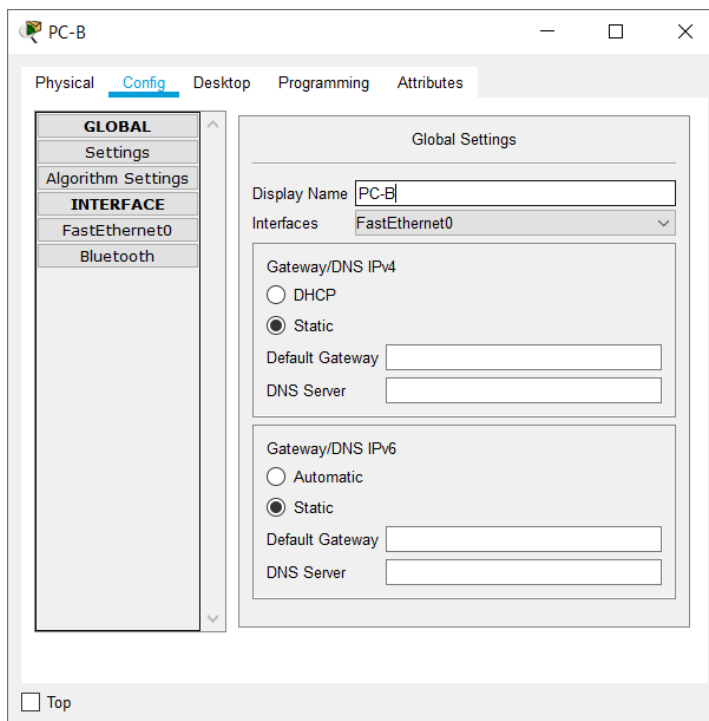 PC-B
Physical Config Desktop Programming Attributes
GLOBAL
Settings
Algorithm Settings
INTERFACE
FastEthernet0
Bluetooth
Global Settings
Display Name PC-B
Interfaces FastEthernet0
Gateway/DNS IPv4
DHCP
Static
Default Gateway
DNS Server
Gateway/DNS IPv6
Automatic
Static
Default Gateway
DNS Server
Top